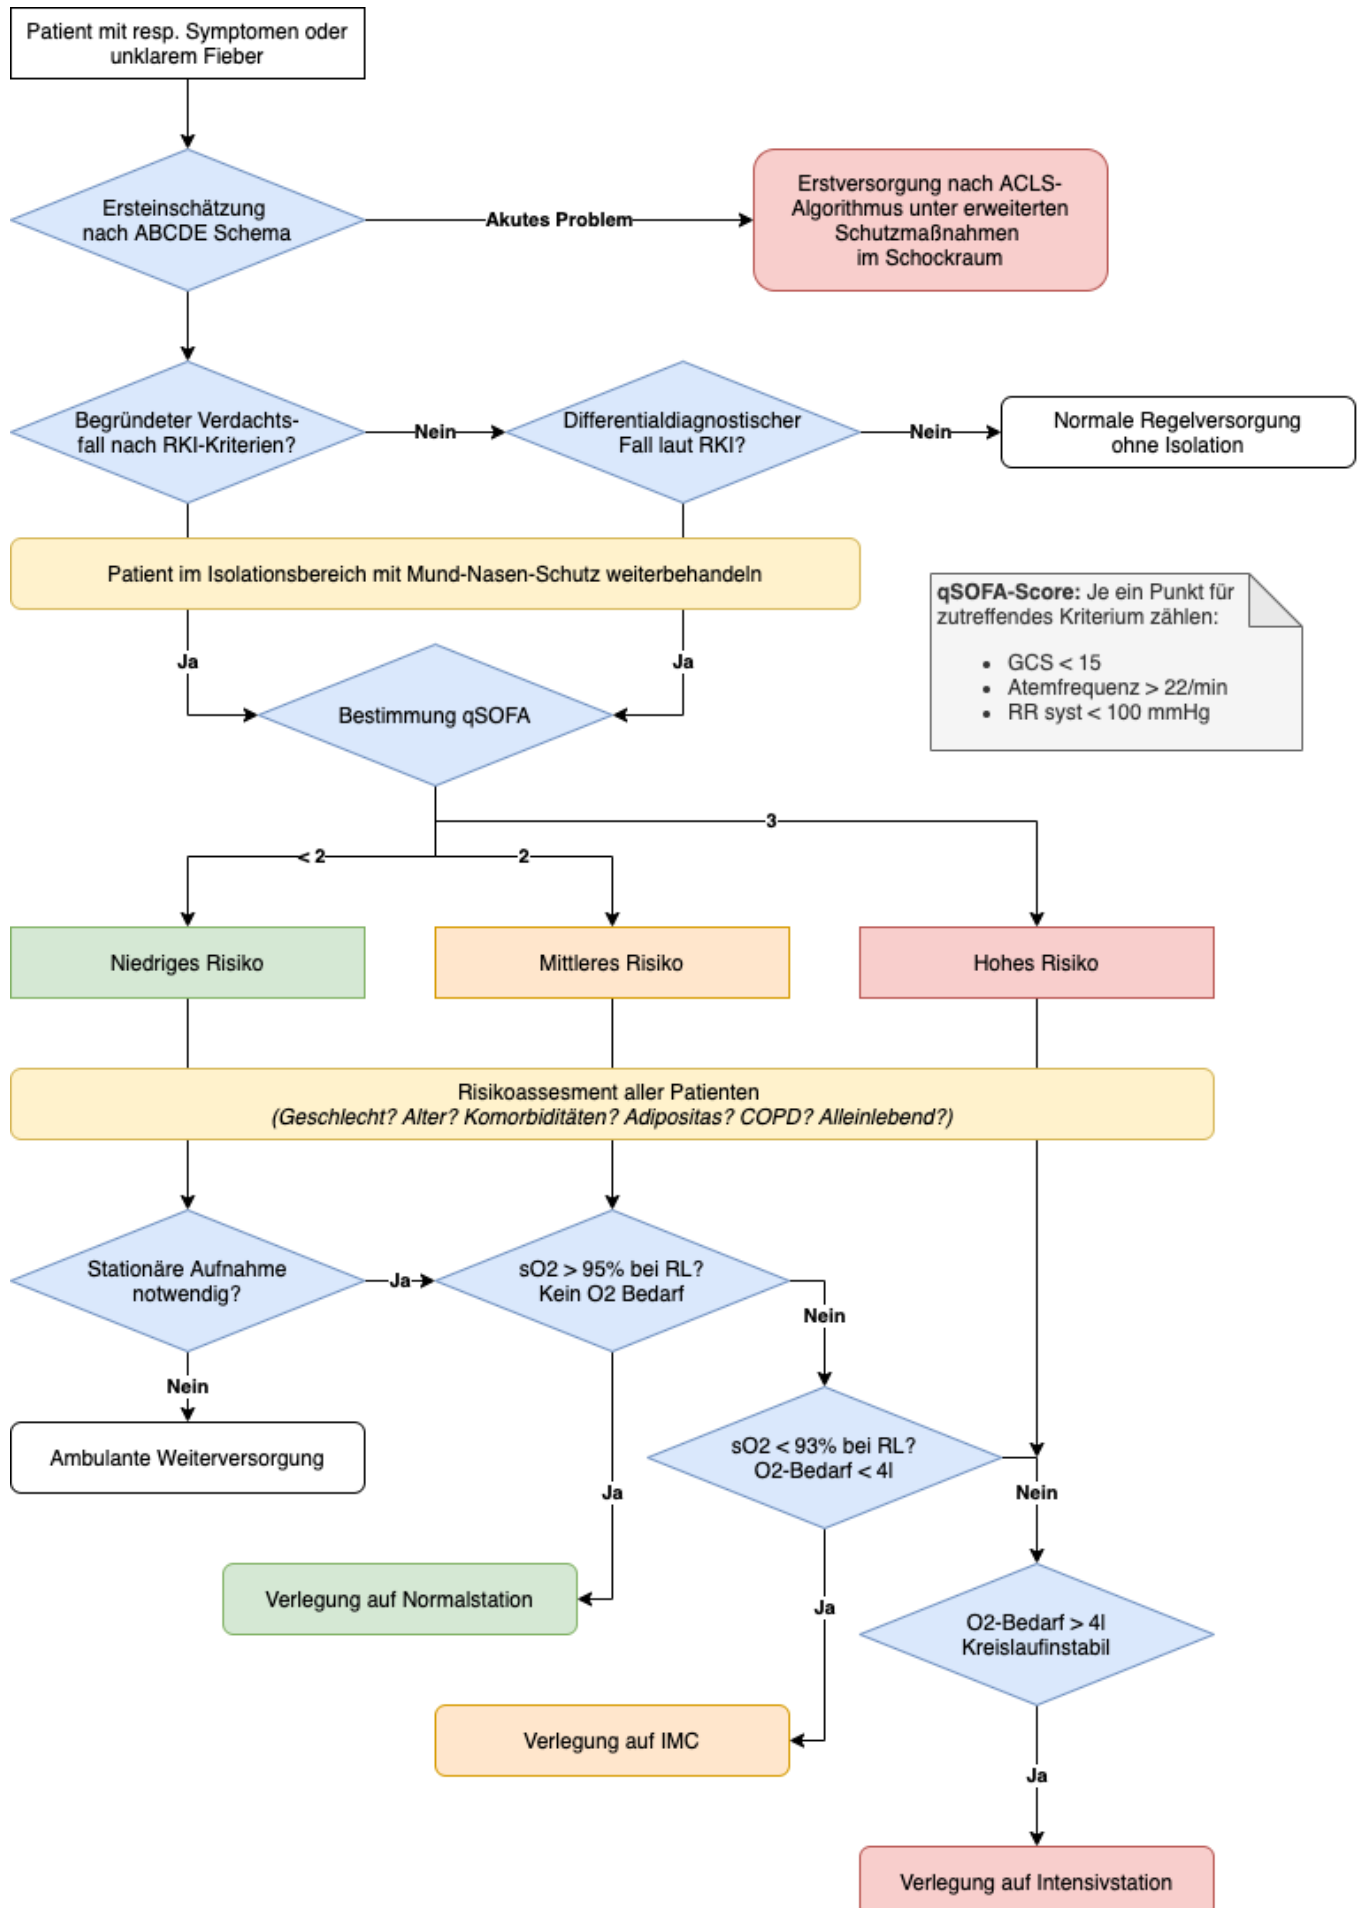 Patient mit resp. Symptomen oder
unklarem Fieber
Ersteinschätzung
nach ABCDE Schema
Akutes Problem
Erstversorgung nach ACLS-
Algorithmus unter erweiterten
Schutzmaßnahmen
im Schockraum
Begründeter Verdachts-
fall nach RKI-Kriterien?
Nein
Differentialdiagnostischer
Fall laut RKI?
Nein
Normale Regelversorgung
ohne Isolation
Patient im Isolationsbereich mit Mund-Nasen-Schutz weiterbehandeln
qSOFA-Score: Je ein Punkt für
zutreffendes Kriterium zählen:
• GCS < 15
• Atemfrequenz > 22/min
• RR syst < 100 mmHg
Ja
Ja
Bestimmung qSOFA
3
< 2
2
Niedriges Risiko
Mittleres Risiko
Hohes Risiko
Risikoassesment aller Patienten
(Geschlecht? Alter? Komorbiditäten? Adipositas? COPD? Alleinlebend?)
Stationäre Aufnahme
notwendig?
Ja
sO2 > 95% bei RL?
Kein O2 Bedarf
Nein
Nein
Ambulante Weiterversorgung
sO2 < 93% bei RL?
O2-Bedarf < 4l
Ja
Nein
Verlegung auf Normalstation
Ja
O2-Bedarf > 4l
Kreislaufinstabil
Verlegung auf IMC
Ja
Verlegung auf Intensivstation